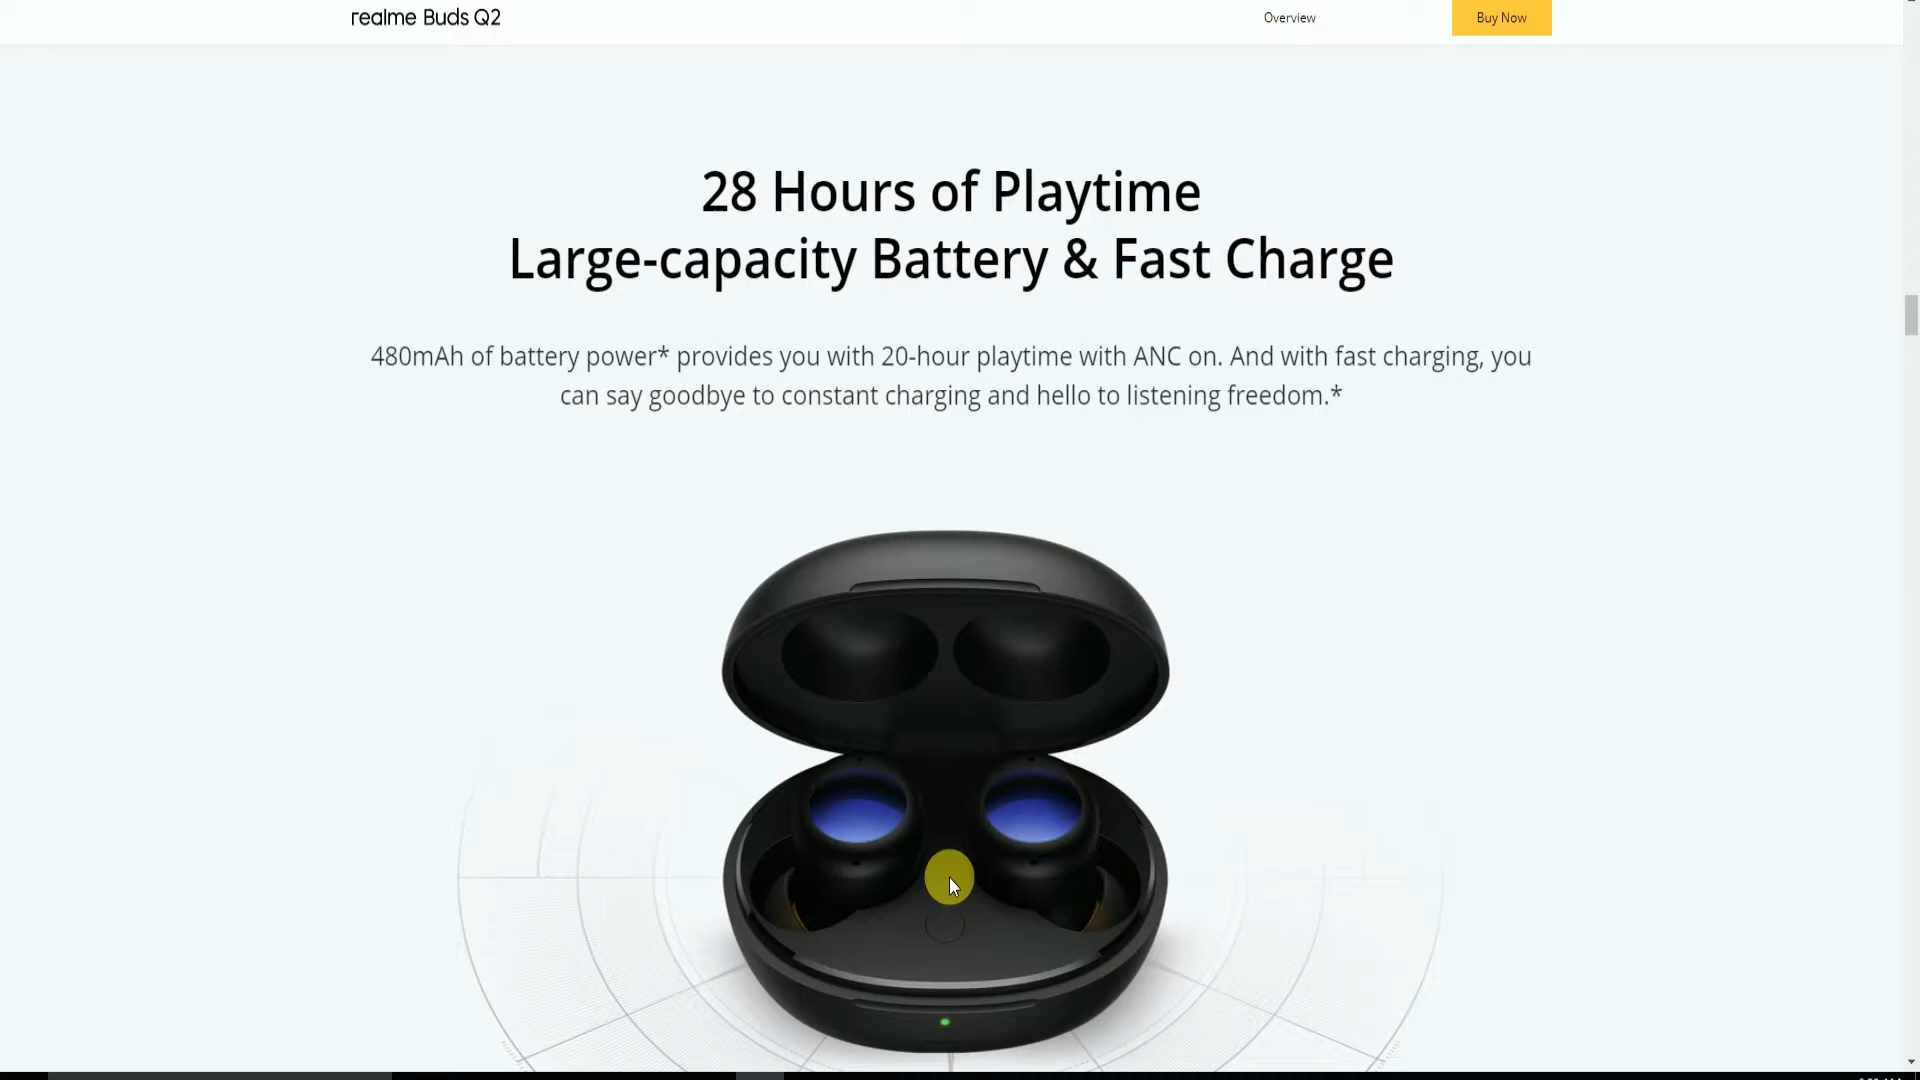 realme Buds Q2
Overview
Buy Now
28 Hours of Playtime
Large-capacity Battery & Fast Charge
480mAh of battery power* provides you with 20-hour playtime with ANC on. And with fast charging, you
can say goodbye to constant charging and hello to listening freedom.*